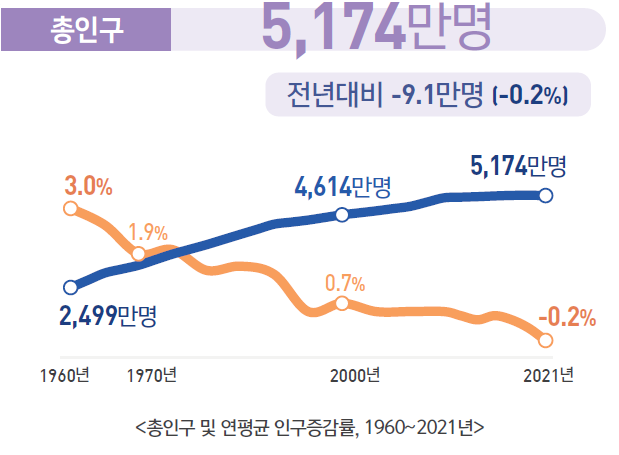 총인구
5,174만명
전년대비 -9.1만명 (-0.2%)
5,174만명
3.0%
4,614만명
1.9%
0.7%
2,499만명
-0.2%
1960년 1970년 2000년 2021년
<총인구 및 연평균 인구증감률, 1960~2021년>